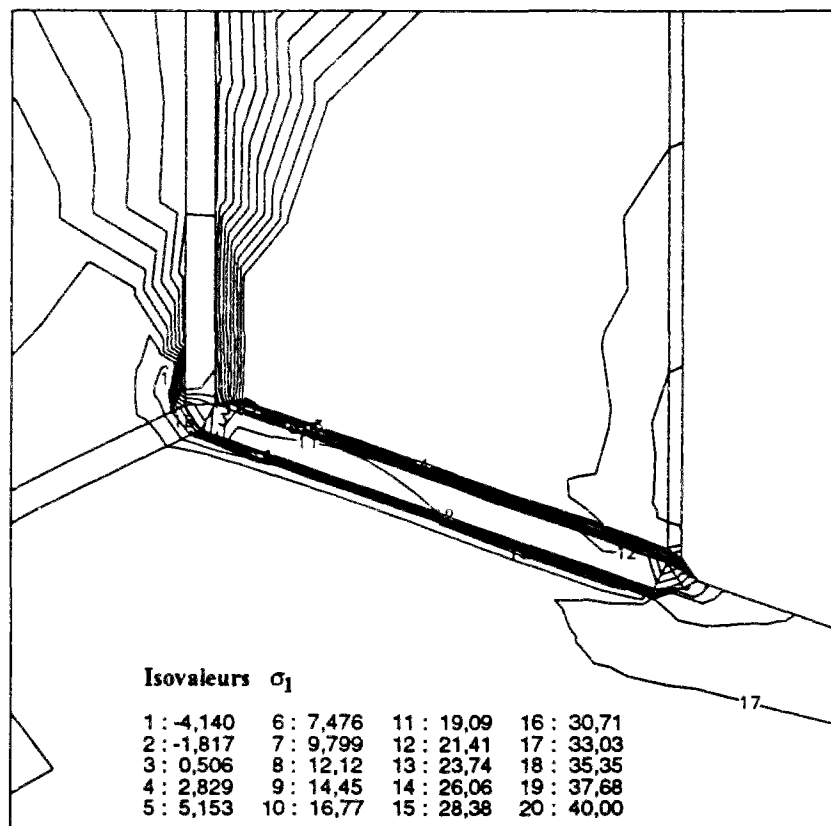 11
12
17
Isovaleurs σ1
1 : -4,140 6 : 7,476 11 : 19,09 16 : 30,71
2 : -1,817 7 : 9,799 12 : 21,41 17 : 33,03
3 : 0,506 8 : 12,12 13 : 23,74 18 : 35,35
4 : 2,829 9 : 14,45 14 : 26,06 19 : 37,68
5 : 5,153 10 : 16,77 15 : 28,38 20 : 40,00